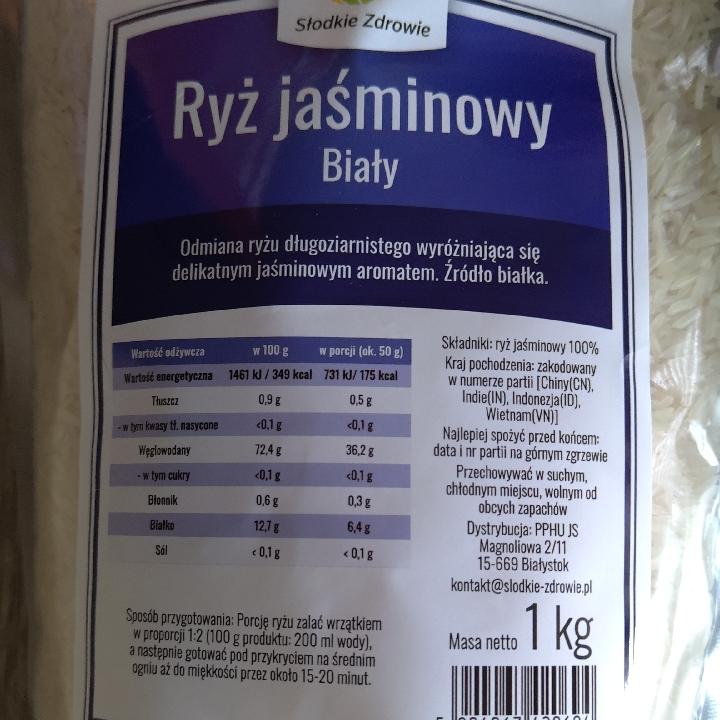 Słodkie Zdrowie
Ryż jaśminowy
Biały
Odmiana ryżu długoziarnistego wyróżniająca się
delikatnym jaśminowym aromatem. Źródło białka.
Wartość odżywcza w 100 g w porcji (ok. 50 g)
Wartość energetyczna 1461 kJ / 349 kcal 731 kJ/ 175 kcal
Tłuszcz 0,9 g 0,5 g
- w tym kwasy tł. nasycone <0,1 g <0,1 g
Węglowodany 72,4 g 36,2 g
- w tym cukry <0,1 g <0,1 g
Błonnik 0,6 g 0,3 g
Białko 12,7 g 6,4 g
Sól < 0,1 g < 0,1 g
Sposób przygotowania: Porcję ryżu zalać wrzątkiem
w proporcji 1:2 (100 g produktu: 200 ml wody),
a następnie gotować pod przykryciem na średnim
ogniu aż do miękkości przez około 15-20 minut.
Składniki: ryż jaśminowy 100%
Kraj pochodzenia: zakodowany
w numerze partii [Chiny(CN),
Indie(IN), Indonezja(ID),
Wietnam(VN)]
Najlepiej spożyć przed końcem:
data i nr partii na górnym zgrzewie
Przechowywać w suchym,
chłodnym miejscu, wolnym od
obcych zapachów
Dystrybucja: PPHU JS
Magnoliowa 2/11
15-669 Białystok
kontakt@slodkie-zdrowie.pl
Masa netto 1 kg